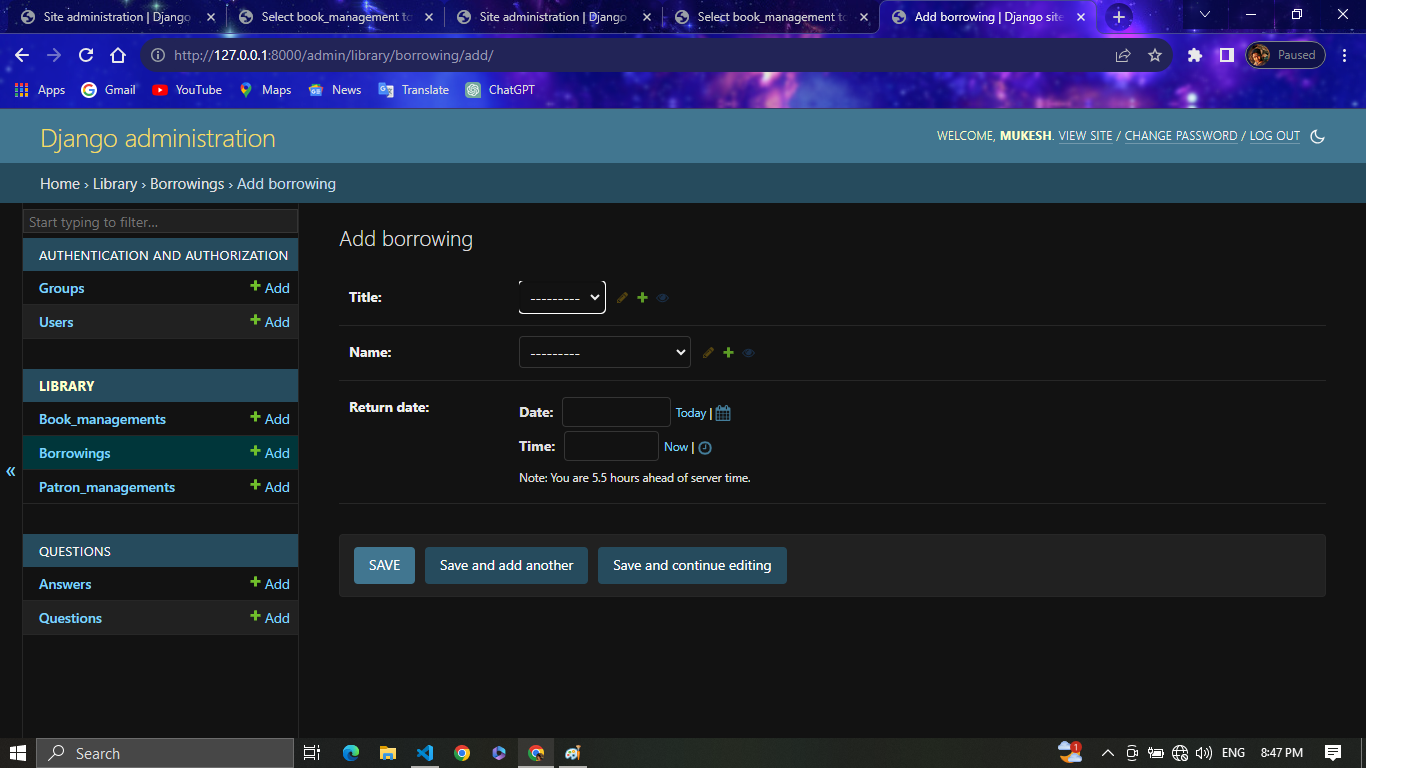 Site administration | Django
Select book_management to
Site administration | Django
Select book_management to
Add borrowing | Django site
http://127.0.0.1:8000/admin/library/borrowing/add/
Paused
Apps
Gmail
YouTube
Maps
News
Translate
ChatGPT
Django administration
WELCOME, MUKESH. VIEW SITE / CHANGE PASSWORD / LOG OUT
Home › Library › Borrowings › Add borrowing
Start typing to filter...
AUTHENTICATION AND AUTHORIZATION
Groups + Add
Users + Add
LIBRARY
Book_managements + Add
Borrowings + Add
Patron_managements + Add
QUESTIONS
Answers + Add
Questions + Add
«
Add borrowing
Title: ---------
Name: ---------
Return date:
Date: Today |
Time: Now |
Note: You are 5.5 hours ahead of server time.
SAVE
Save and add another
Save and continue editing
Search
1
ENG
8:47 PM